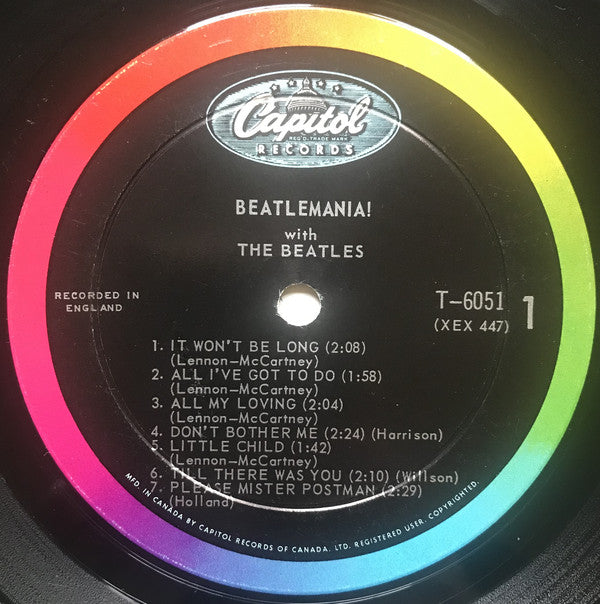 Capitol
REG'D. TRADE MARK
RECORDS
BEATLEMANIA!
with
THE BEATLES
RECORDED IN
ENGLAND
T-6051
(XEX 447)
1
1. IT WON'T BE LONG (2:08)
(Lennon-McCartney)
2. ALL I'VE GOT TO DO (1:58)
(Lennon-McCartney)
3. ALL MY LOVING (2:04)
(Lennon-McCartney)
4. DON'T BOTHER ME (2:24) (Harrison)
5. LITTLE CHILD (1:42)
(Lennon-McCartney)
6. TILL THERE WAS YOU (2:10) (Willson)
7. PLEASE MISTER POSTMAN (2:29)
(Holland)
MFD. IN CANADA BY CAPITOL RECORDS OF CANADA. LTD. REGISTERED USER. COPYRIGHTED.